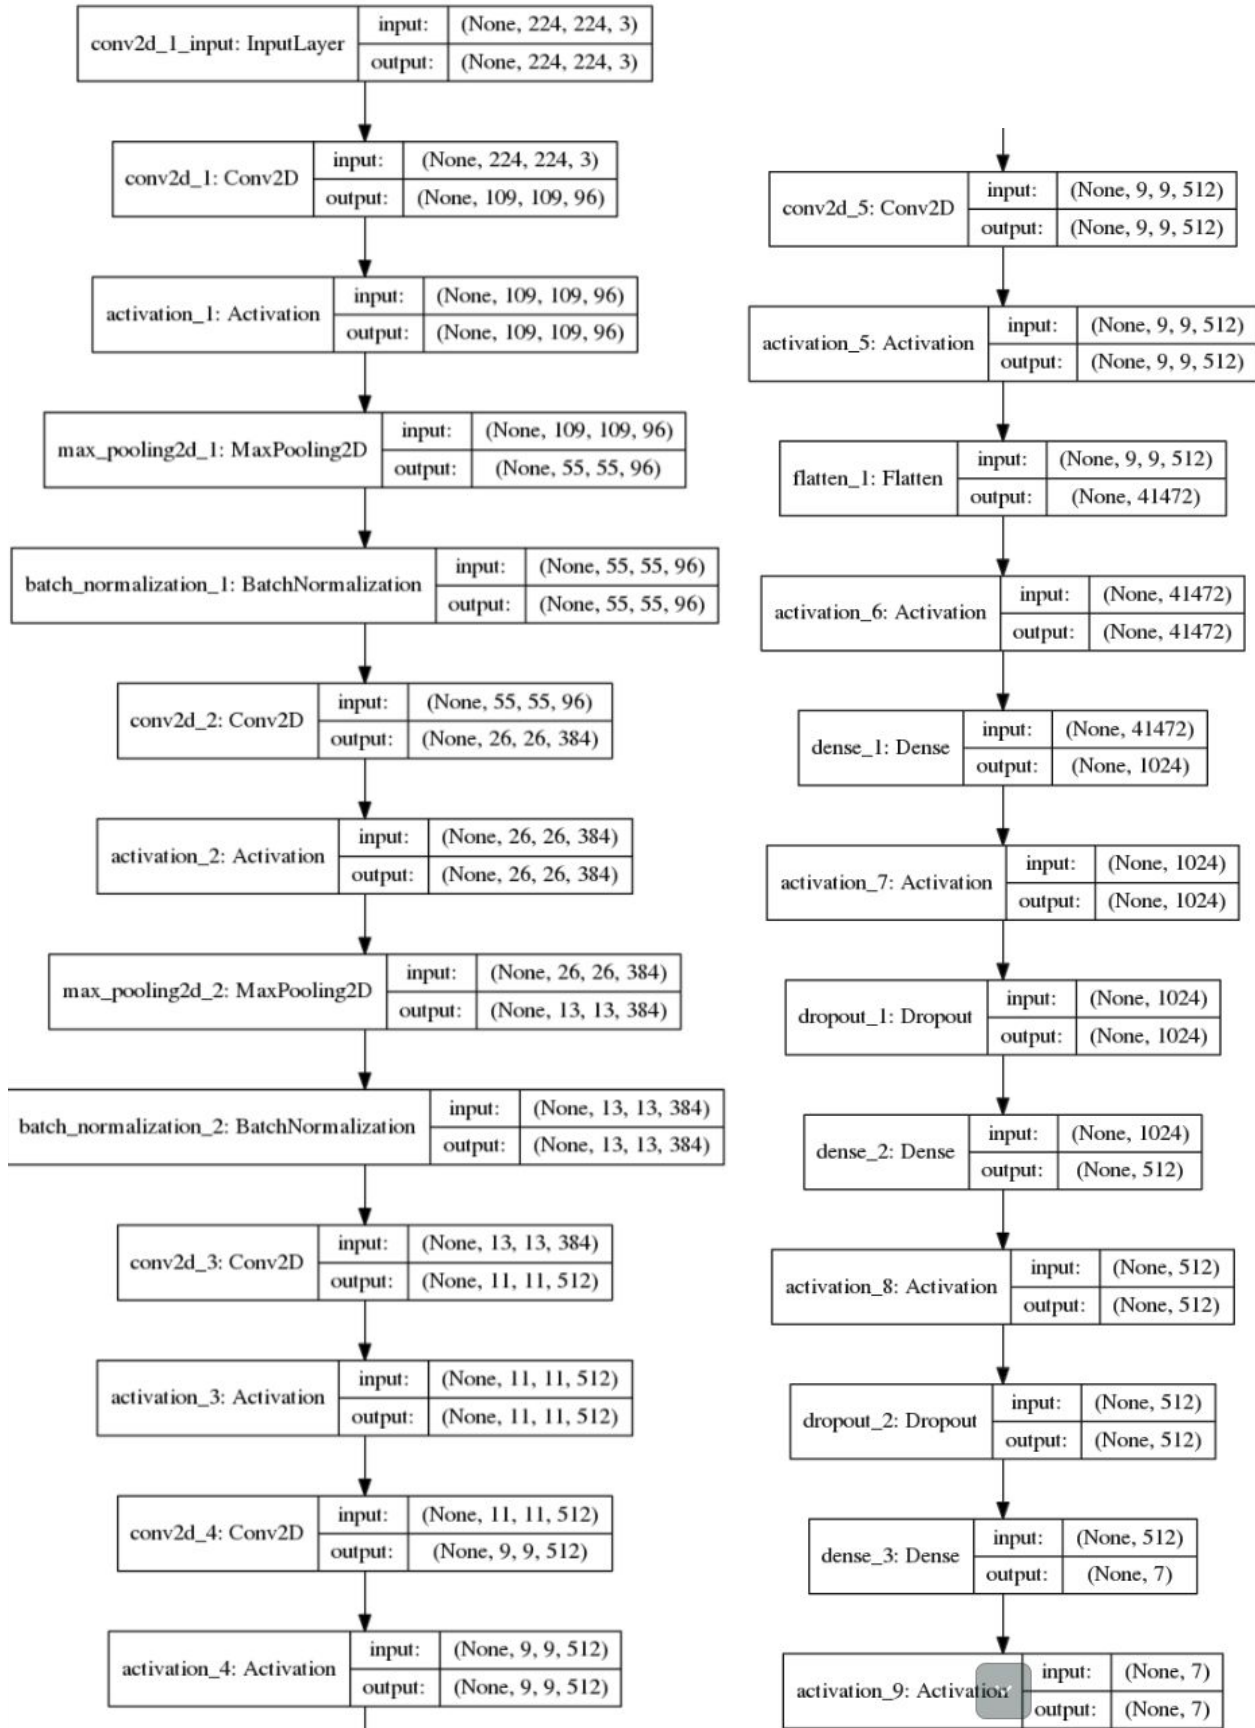 conv2d_1_input: InputLayer input: (None, 224, 224, 3)
output: (None, 224, 224, 3)
conv2d_1: Conv2D input: (None, 224, 224, 3)
output: (None, 109, 109, 96)
activation_1: Activation input: (None, 109, 109, 96)
output: (None, 109, 109, 96)
max_pooling2d_1: MaxPooling2D input: (None, 109, 109, 96)
output: (None, 55, 55, 96)
batch_normalization_1: BatchNormalization input: (None, 55, 55, 96)
output: (None, 55, 55, 96)
conv2d_2: Conv2D input: (None, 55, 55, 96)
output: (None, 26, 26, 384)
activation_2: Activation input: (None, 26, 26, 384)
output: (None, 26, 26, 384)
max_pooling2d_2: MaxPooling2D input: (None, 26, 26, 384)
output: (None, 13, 13, 384)
batch_normalization_2: BatchNormalization input: (None, 13, 13, 384)
output: (None, 13, 13, 384)
conv2d_3: Conv2D input: (None, 13, 13, 384)
output: (None, 11, 11, 512)
activation_3: Activation input: (None, 11, 11, 512)
output: (None, 11, 11, 512)
conv2d_4: Conv2D input: (None, 11, 11, 512)
output: (None, 9, 9, 512)
activation_4: Activation input: (None, 9, 9, 512)
output: (None, 9, 9, 512)
conv2d_5: Conv2D input: (None, 9, 9, 512)
output: (None, 9, 9, 512)
activation_5: Activation input: (None, 9, 9, 512)
output: (None, 9, 9, 512)
flatten_1: Flatten input: (None, 9, 9, 512)
output: (None, 41472)
activation_6: Activation input: (None, 41472)
output: (None, 41472)
dense_1: Dense input: (None, 41472)
output: (None, 1024)
activation_7: Activation input: (None, 1024)
output: (None, 1024)
dropout_1: Dropout input: (None, 1024)
output: (None, 1024)
dense_2: Dense input: (None, 1024)
output: (None, 512)
activation_8: Activation input: (None, 512)
output: (None, 512)
dropout_2: Dropout input: (None, 512)
output: (None, 512)
dense_3: Dense input: (None, 512)
output: (None, 7)
activation_9: Activation input: (None, 7)
output: (None, 7)